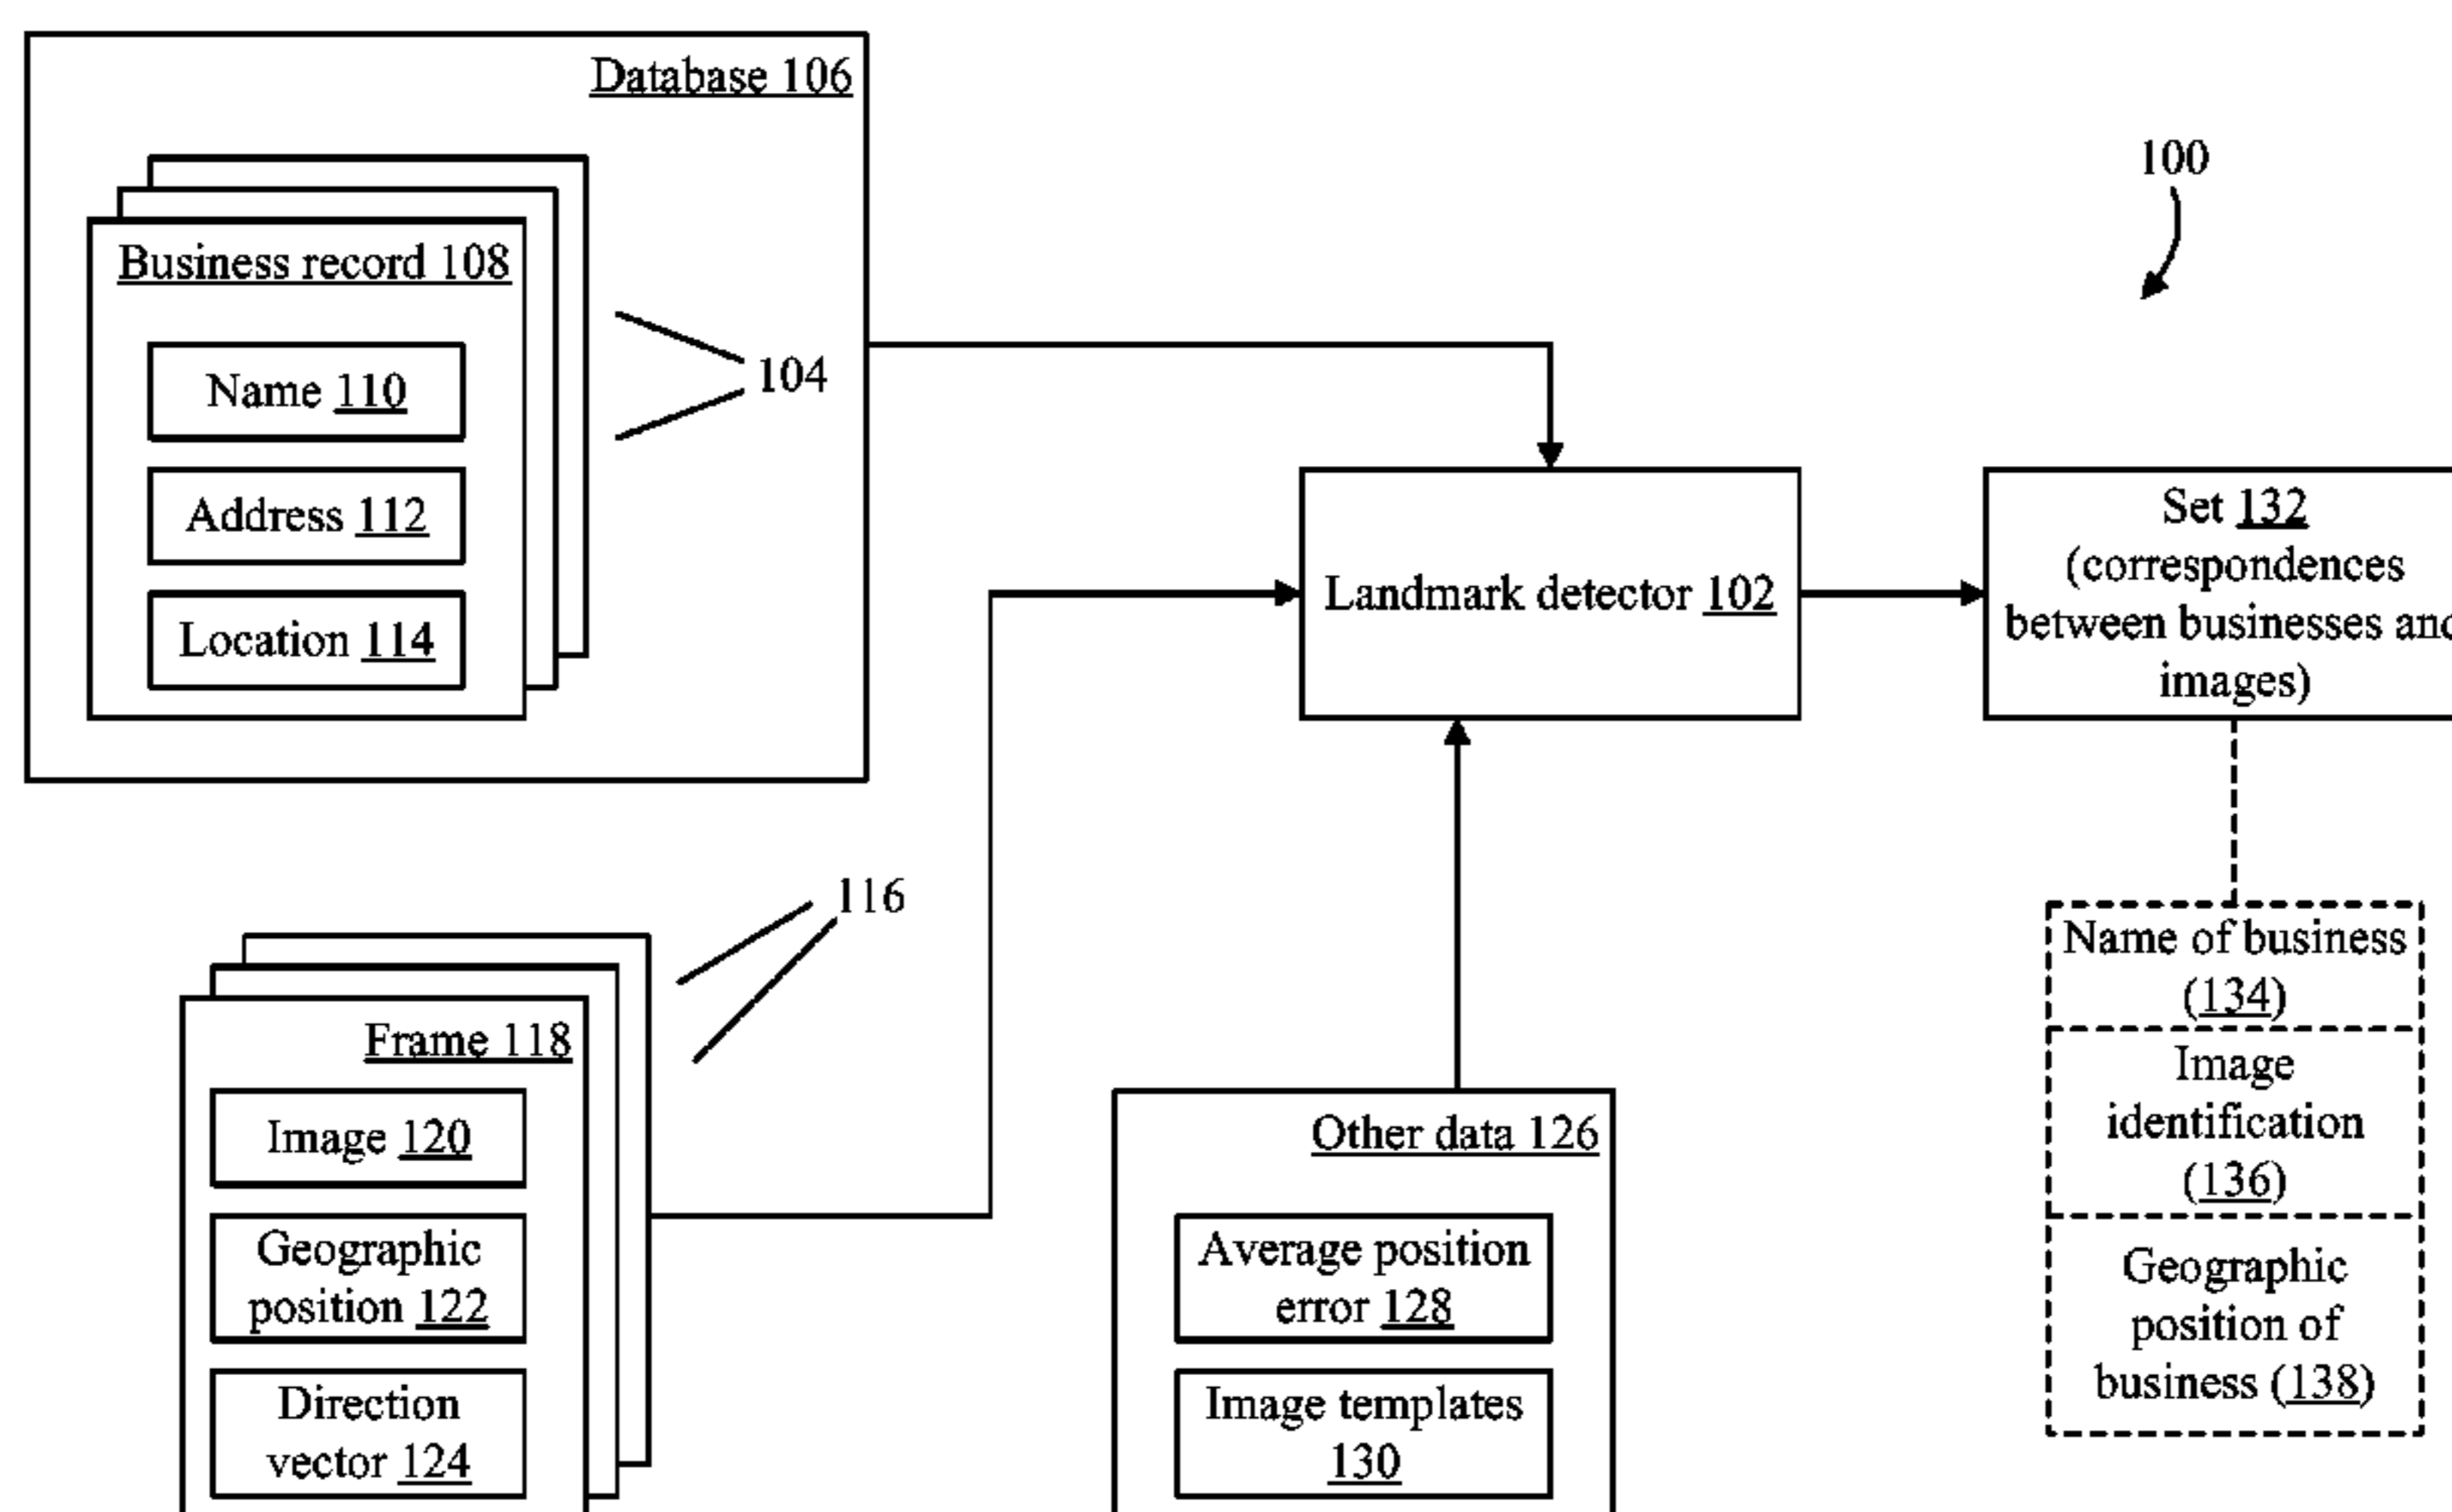 Database 106
Business record 108
Name 110
Address 112
Location 114
104
100
Landmark detector 102
Set 132
(correspondences
between businesses and
images)
116
Frame 118
Image 120
Geographic
position 122
Direction
vector 124
Other data 126
Average position
error 128
Image templates
130
Name of business
(134)
Image
identification
(136)
Geographic
position of
business (138)